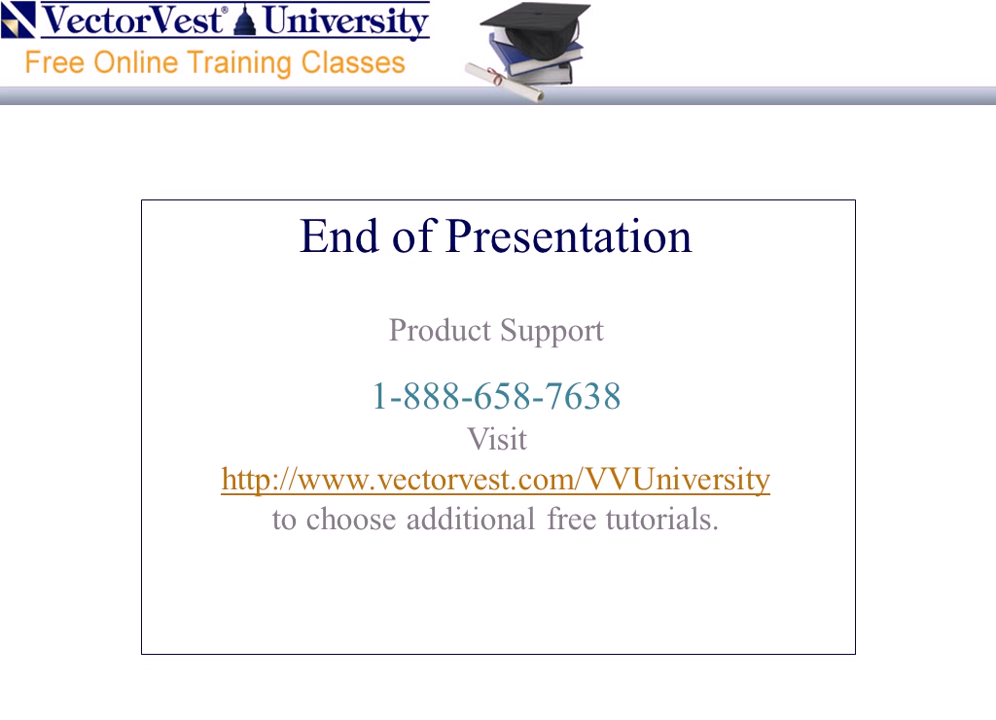 VectorVest® University
Free Online Training Classes
End of Presentation
Product Support
1-888-658-7638
Visit
http://www.vectorvest.com/VVUniversity
to choose additional free tutorials.